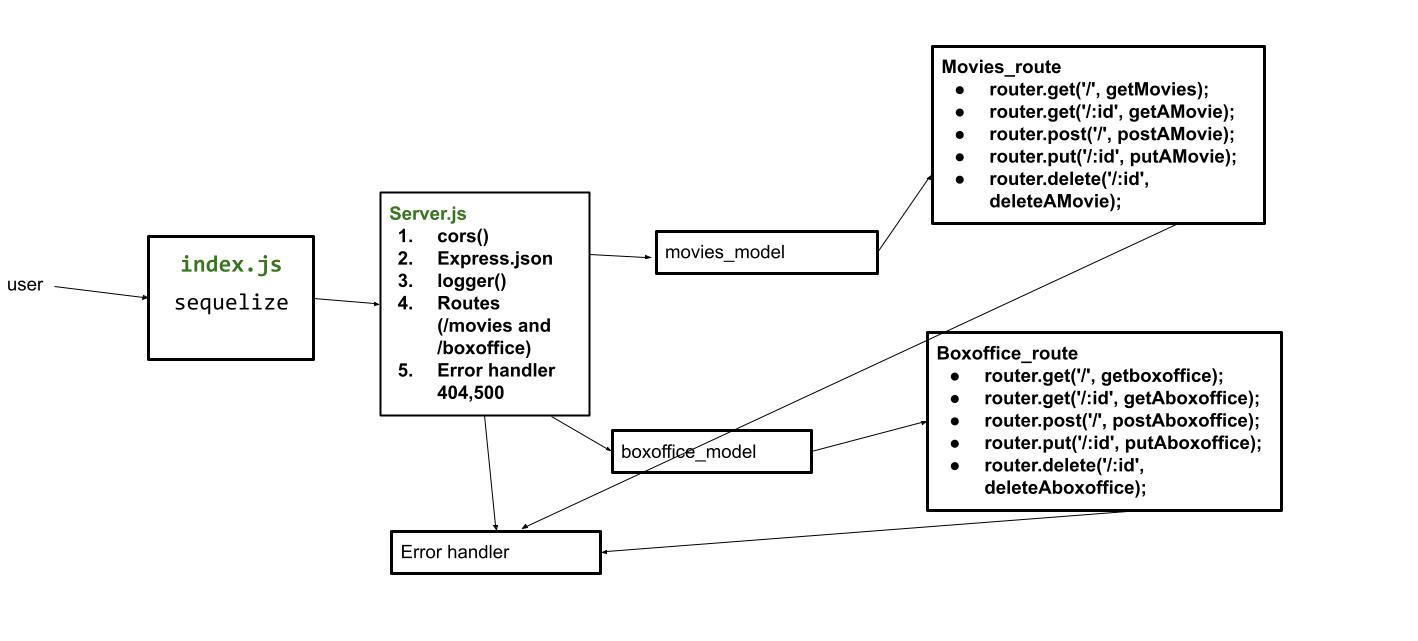 user
index.js
sequelize
Server.js
1. cors()
2. Express.json
3. logger()
4. Routes
(/movies and
/boxoffice)
5. Error handler
404,500
movies_model
boxoffice_model
Error handler
Movies_route
● router.get('/', getMovies);
● router.get('/:id', getAMovie);
● router.post('/', postAMovie);
● router.put('/:id', putAMovie);
● router.delete('/:id',
deleteAMovie);
Boxoffice_route
● router.get('/', getboxoffice);
● router.get('/:id', getAboxoffice);
● router.post('/', postAboxoffice);
● router.put('/:id', putAboxoffice);
● router.delete('/:id',
deleteAboxoffice);